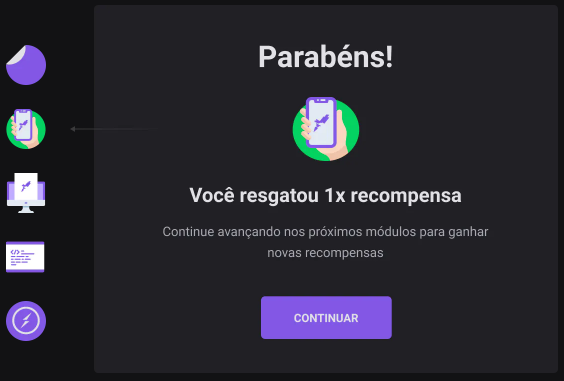 Parabéns!
Você resgatou 1x recompensa
Continue avançando nos próximos módulos para ganhar
novas recompensas
CONTINUAR